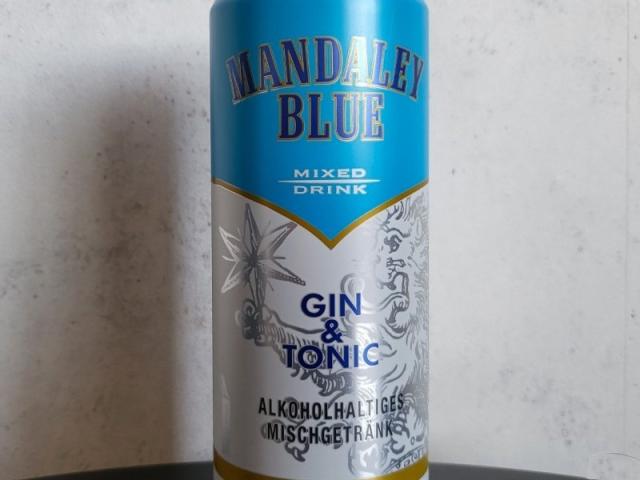 MANDALEY
BLUE
MIXED
DRINK
GIN
&
TONIC
ALKOHOLHALTIGES
MISCHGETRÄNK